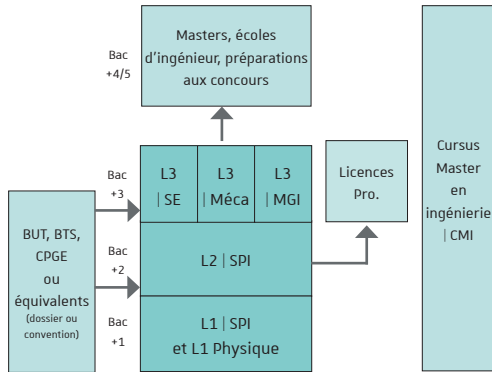 Bac
+4/5
Masters, écoles
d'ingénieur, préparations
aux concours
Bac
+3
L3
| SE
L3
| Méca
L3
| MGI
Licences
Pro.
Cursus
Master
en
ingénierie
| CMI
BUT, BTS,
CPGE
ou
équivalents
(dossier ou
convention)
Bac
+2
L2 | SPI
Bac
+1
L1 | SPI
et L1 Physique